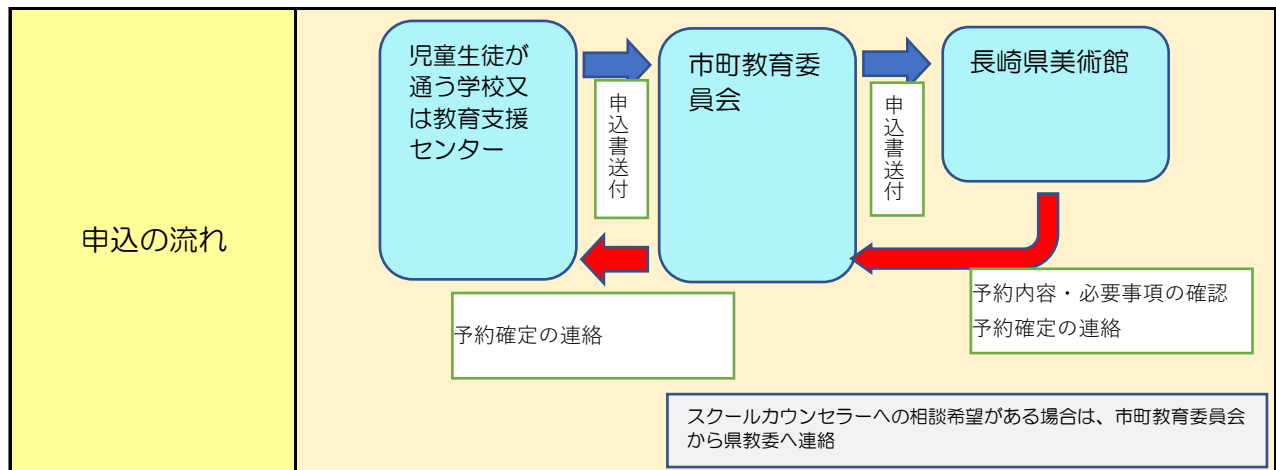 申込の流れ
児童生徒が
通う学校又
は教育支援
センター
申込書送付
市町教育委
員会
申込書送付
長崎県美術館
予約内容・必要事項の確認
予約確定の連絡
予約確定の連絡
スクールカウンセラーへの相談希望がある場合は、市町教育委員会
から県教委へ連絡